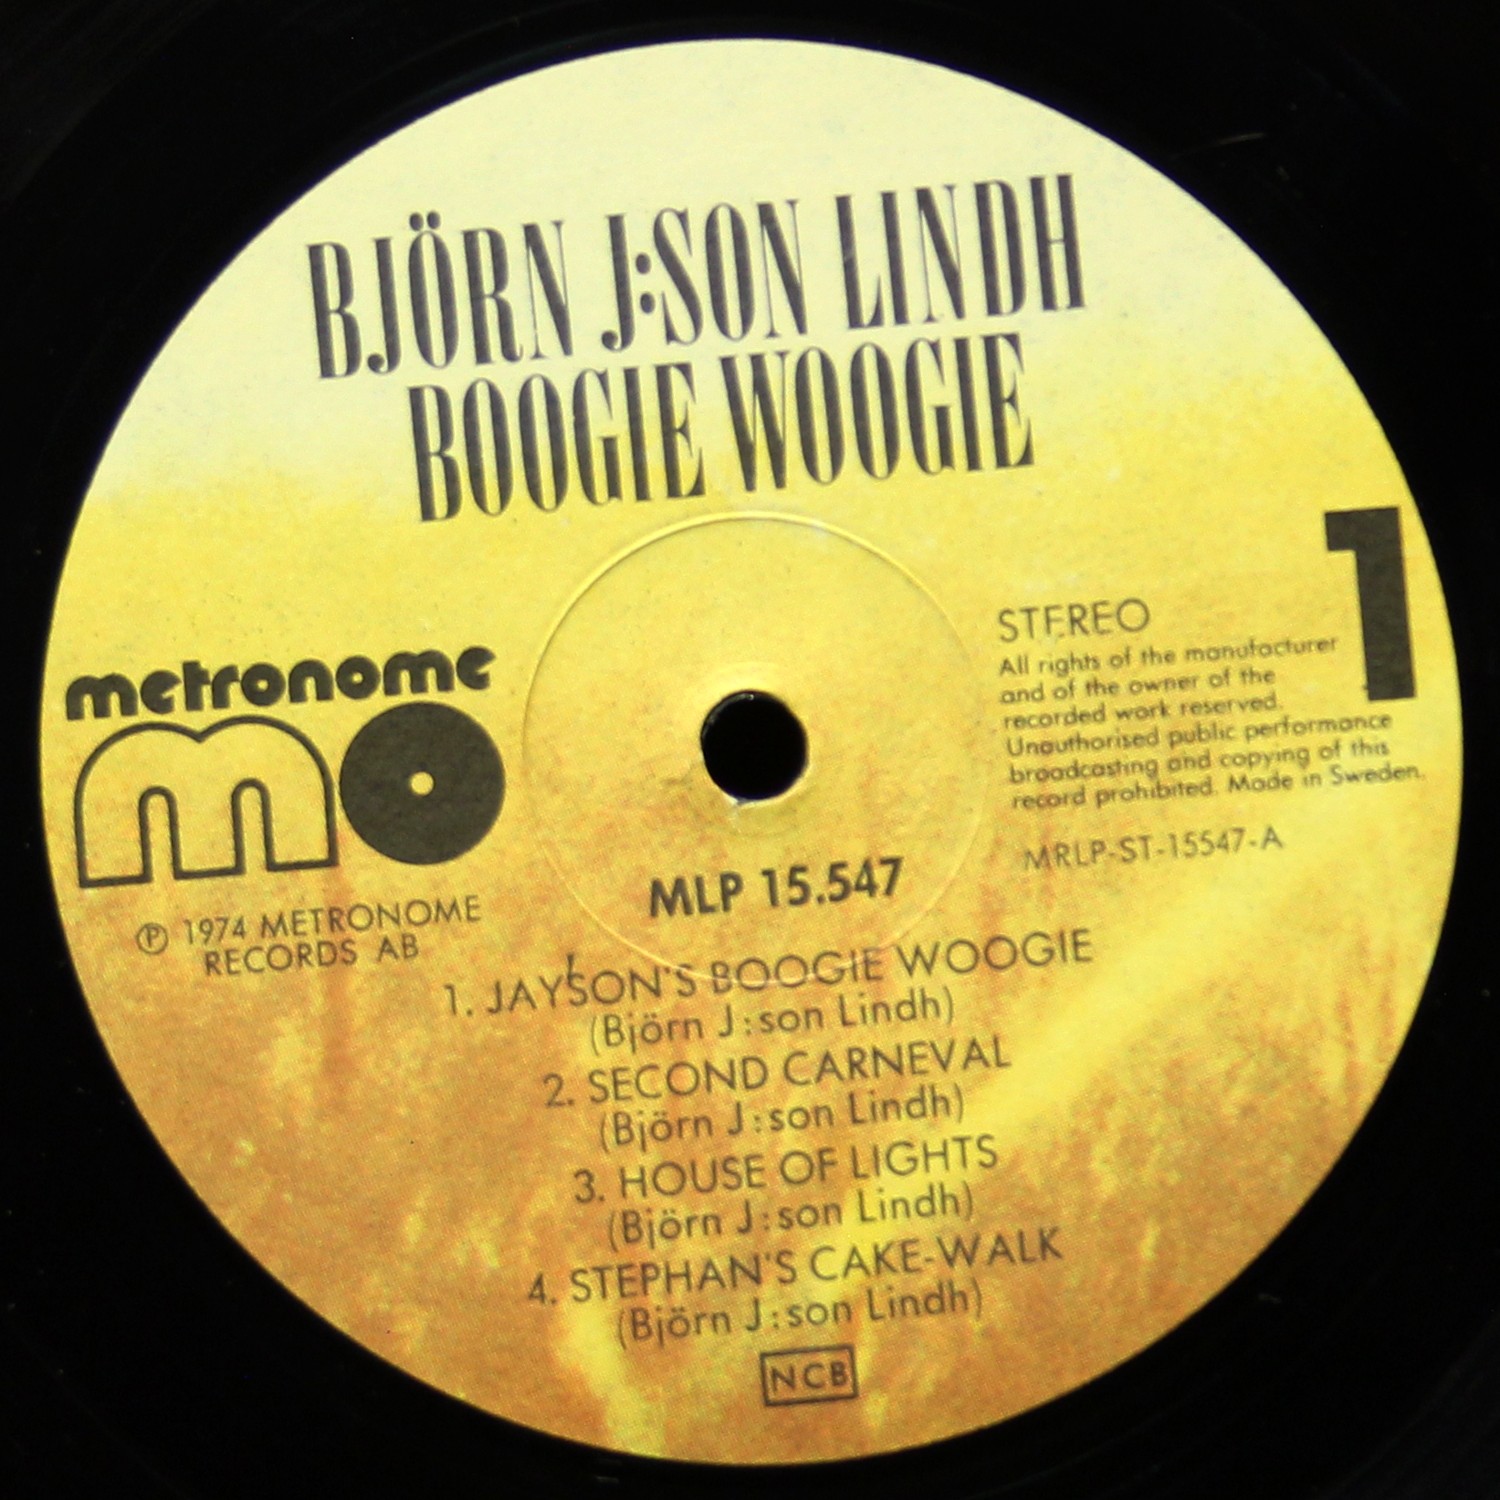 BJÖRN J:SON LINDH
BOOGIE WOOGIE
1
STEREO
All rights of the manufacturer
and of the owner of the
recorded work reserved.
Unauthorised public performance
broadcasting and copying of this
record prohibited. Made in Sweden.
MRLP-ST-15547-A
metronome
mo
℗ 1974 METRONOME
RECORDS AB
MLP 15.547
1. JAY'SON'S BOOGIE WOOGIE
(Björn J:son Lindh)
2. SECOND CARNEVAL
(Björn J:son Lindh)
3. HOUSE OF LIGHTS
(Björn J:son Lindh)
4. STEPHAN'S CAKE-WALK
(Björn J:son Lindh)
NCB